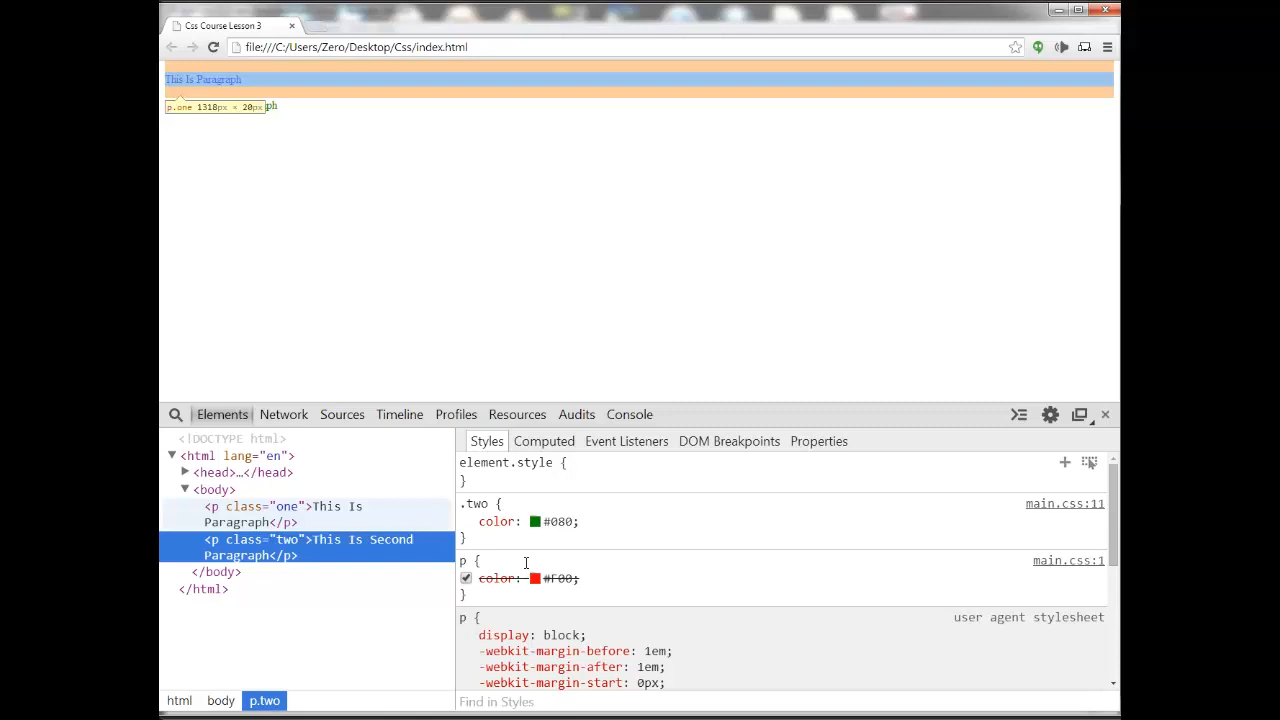 Css Course Lesson 3
file:///C:/Users/Zero/Desktop/Css/index.html
This Is Paragraph
p.one 1318px × 20px
ph
Elements Network Sources Timeline Profiles Resources Audits Console
<!DOCTYPE html>
<html lang="en">
<head>…</head>
<body>
<p class="one">This Is
Paragraph</p>
<p class="two">This Is Second
Paragraph</p>
</body>
</html>
html body p.two
Styles Computed Event Listeners DOM Breakpoints Properties
element.style {
}
.two { main.css:11
color: #080;
}
p { main.css:1
color: #F00;
}
p { user agent stylesheet
display: block;
-webkit-margin-before: 1em;
-webkit-margin-after: 1em;
-webkit-margin-start: 0px;
Find in Styles